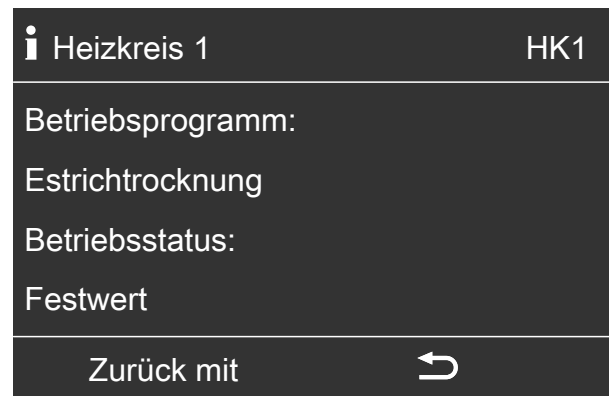 Heizkreis 1 HK1
Betriebsprogramm:
Estrichtrocknung
Betriebsstatus:
Festwert
Zurück mit